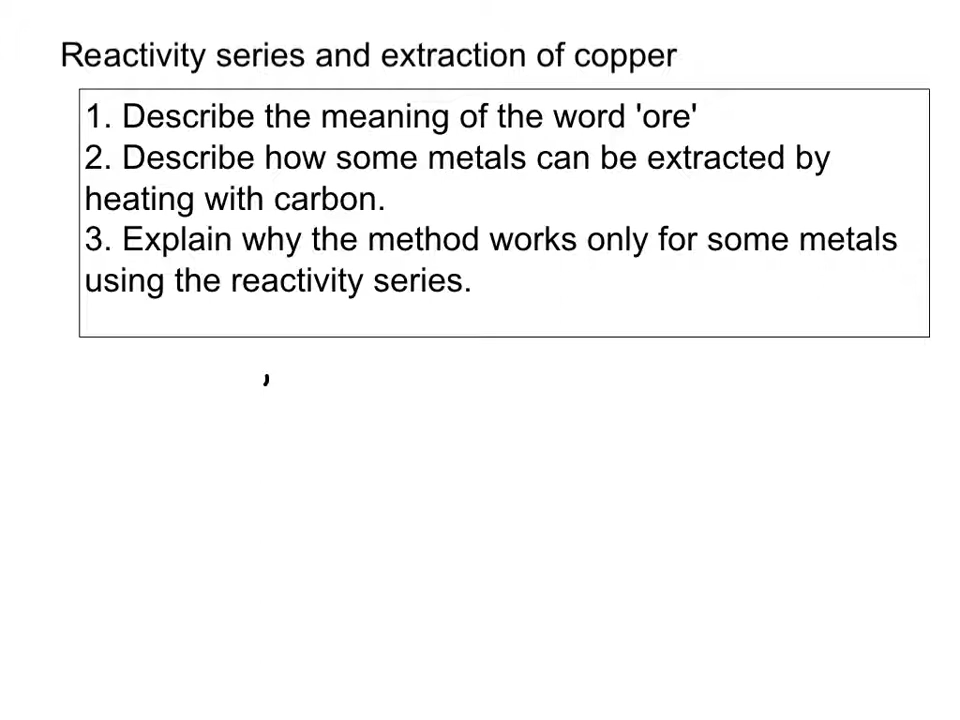 Reactivity series and extraction of copper
1. Describe the meaning of the word 'ore'
2. Describe how some metals can be extracted by
heating with carbon.
3. Explain why the method works only for some metals
using the reactivity series.